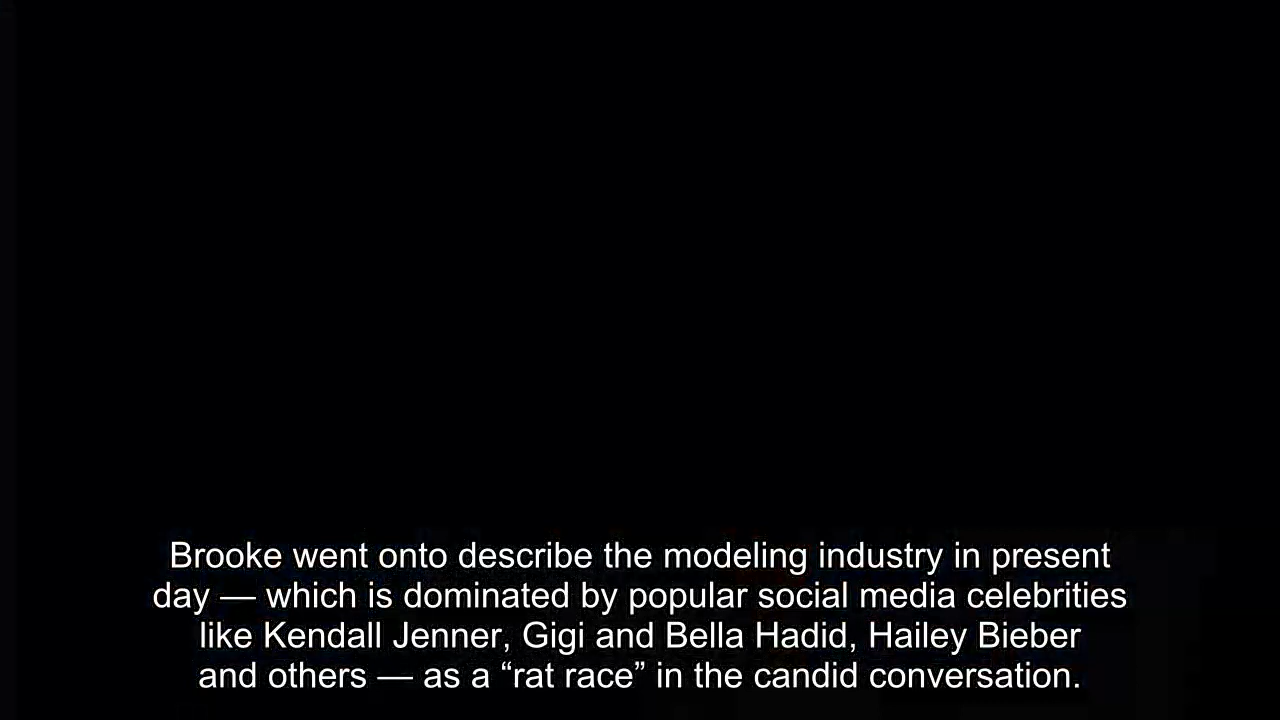 Brooke went onto describe the modeling industry in present
day — which is dominated by popular social media celebrities
like Kendall Jenner, Gigi and Bella Hadid, Hailey Bieber
and others — as a “rat race” in the candid conversation.